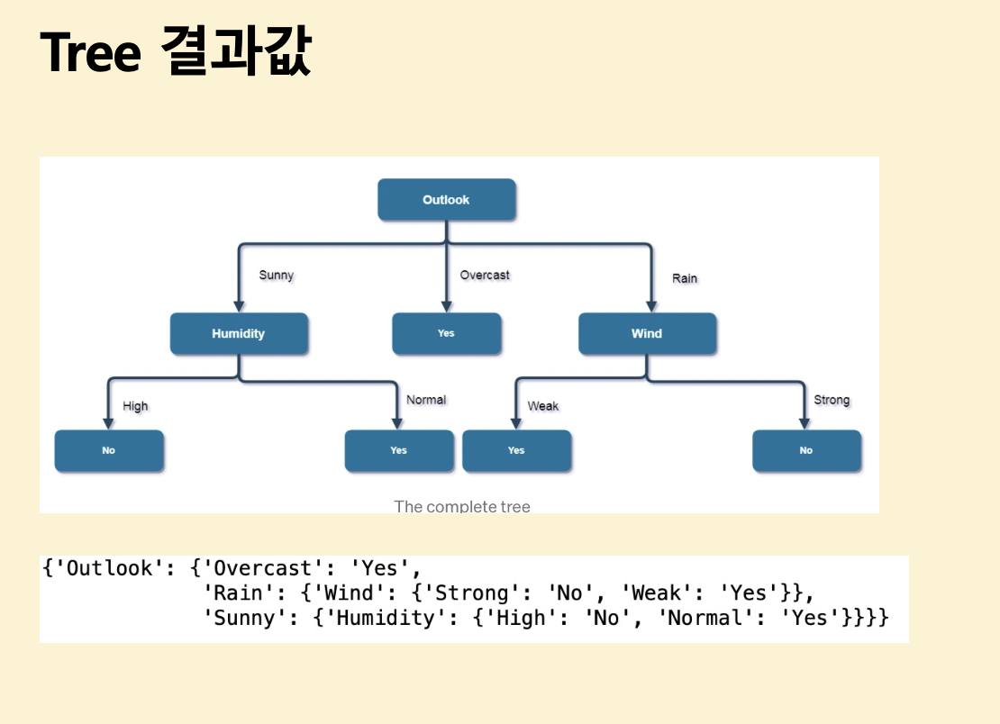 Tree 결과값
Outlook
Sunny
Overcast
Rain
Humidity
Yes
Wind
High
Normal
Weak
Strong
No
Yes
Yes
No
The complete tree
{'Outlook': {'Overcast': 'Yes',
'Rain': {'Wind': {'Strong': 'No', 'Weak': 'Yes'}},
'Sunny': {'Humidity': {'High': 'No', 'Normal': 'Yes'}}}}